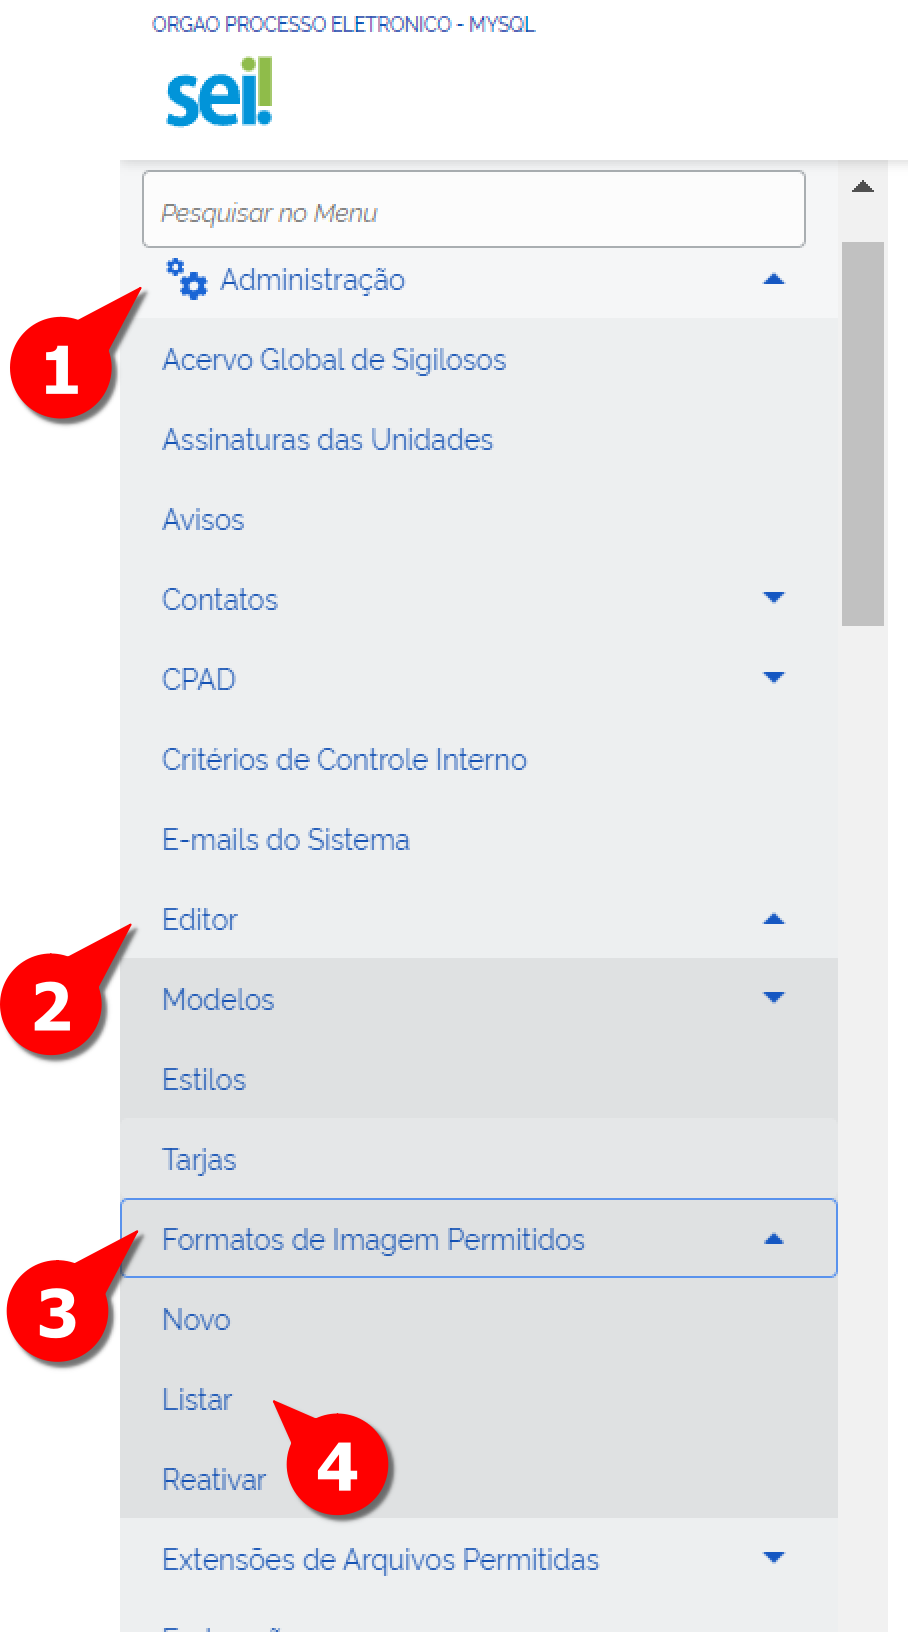 ORGAO PROCESSO ELETRONICO - MYSQL
sei!
Pesquisar no Menu
Administração
1
Acervo Global de Sigilosos
Assinaturas das Unidades
Avisos
Contatos
CPAD
Critérios de Controle Interno
E-mails do Sistema
Editor
2
Modelos
Estilos
Tarjas
Formatos de Imagem Permitidos
3
Novo
Listar
4
Reativar
Extensões de Arquivos Permitidas